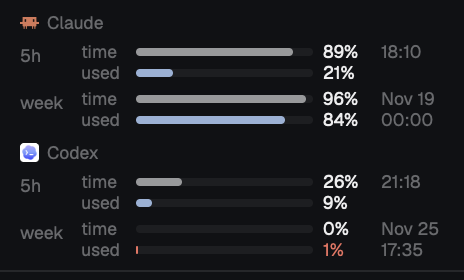 Claude
5h time 89% 18:10
used 21%
week time 96% Nov 19
used 84% 00:00
Codex
5h time 26% 21:18
used 9%
week time 0% Nov 25
used 1% 17:35